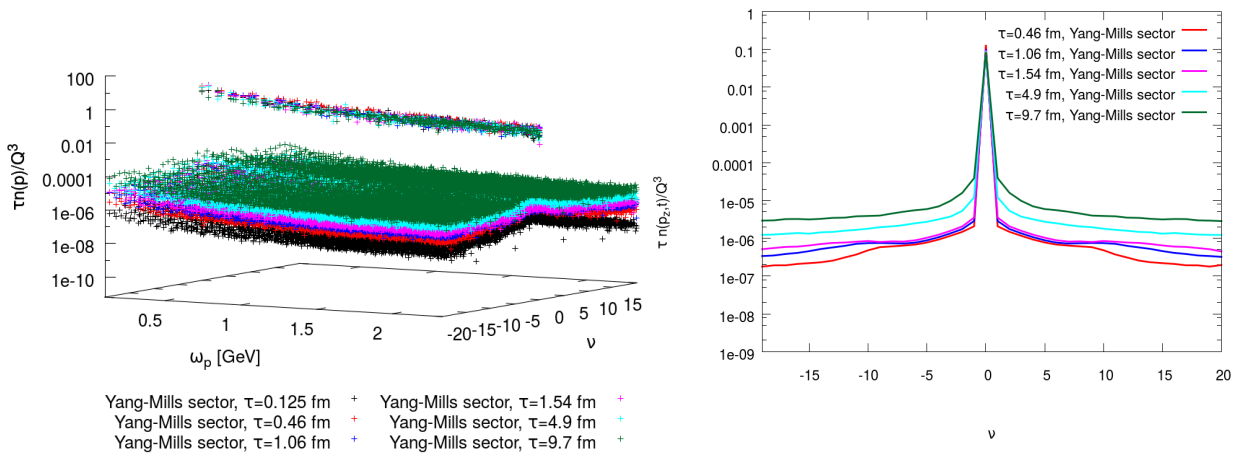 100
1
0.01
0.0001
1e-06
1e-08
1e-10
τn(p)/Q³
0.5
1
1.5
2
ω_p [GeV]
-20 -15 -10 -5 0 5 10 15
ν
Yang-Mills sector, τ=0.125 fm
Yang-Mills sector, τ=0.46 fm
Yang-Mills sector, τ=1.06 fm
Yang-Mills sector, τ=1.54 fm
Yang-Mills sector, τ=4.9 fm
Yang-Mills sector, τ=9.7 fm
1
0.1
0.01
0.001
0.0001
1e-05
1e-06
1e-07
1e-08
1e-09
τ n(p_z,t)/Q³
τ=0.46 fm, Yang-Mills sector
τ=1.06 fm, Yang-Mills sector
τ=1.54 fm, Yang-Mills sector
τ=4.9 fm, Yang-Mills sector
τ=9.7 fm, Yang-Mills sector
-15 -10 -5 0 5 10 15 20
ν